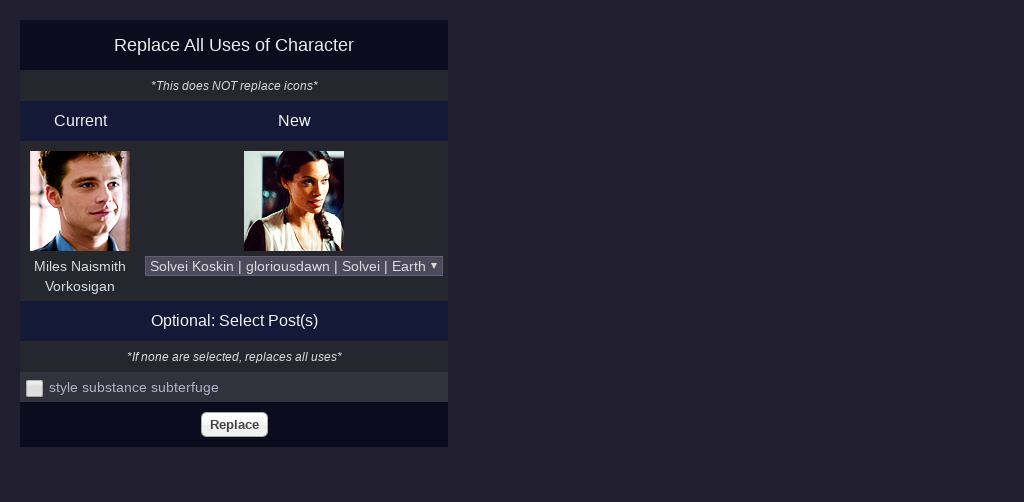 Replace All Uses of Character
*This does NOT replace icons*
Current New
Miles Naismith
Vorkosigan
Solvei Koskin | gloriousdawn | Solvei | Earth
Optional: Select Post(s)
*If none are selected, replaces all uses*
style substance subterfuge
Replace